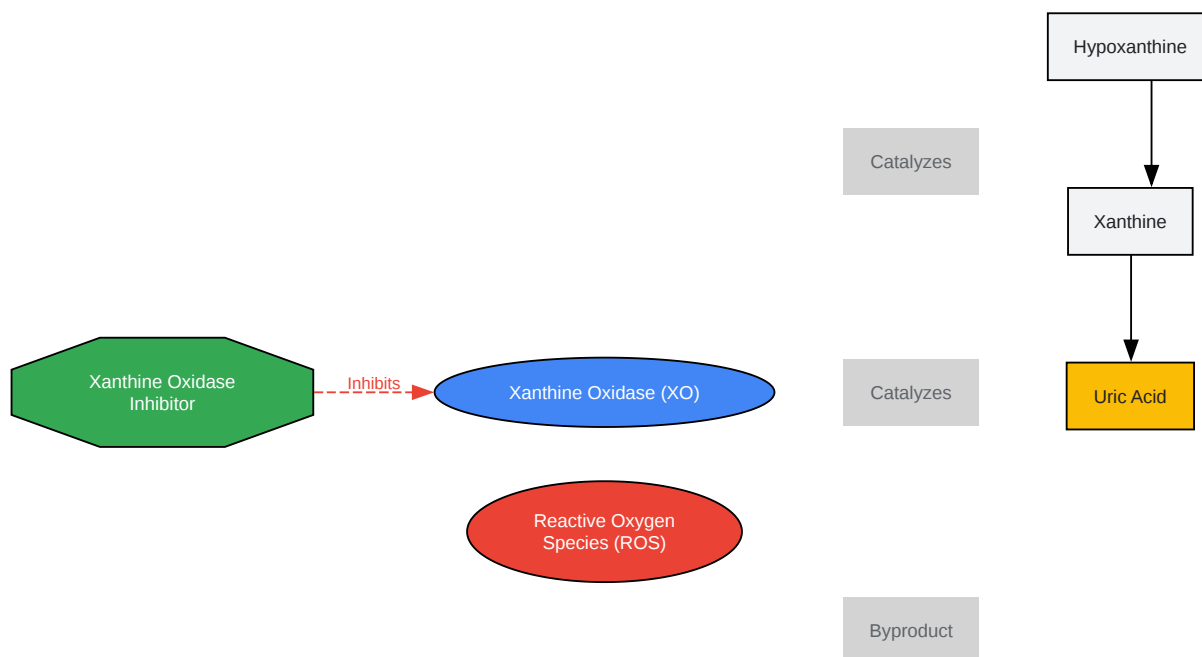 Hypoxanthine
Catalyzes
Xanthine
Xanthine Oxidase
Inhibitor
Inhibits
Xanthine Oxidase (XO)
Catalyzes
Uric Acid
Reactive Oxygen
Species (ROS)
Byproduct